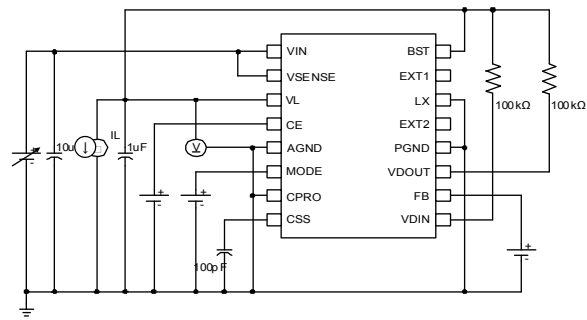 VIN BST
VSENSE EXT1
VL LX
CE EXT2
AGND PGND
MODE VDOUT
CPRO FB
CSS VDIN
100kΩ 100kΩ
10u IL 1uF V
100pF